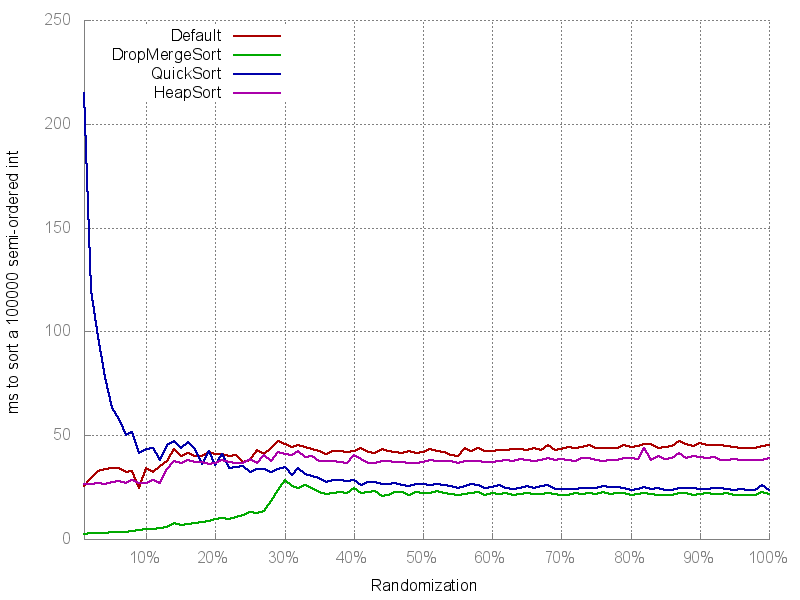 250
200
150
100
50
0
ms to sort a 100000 semi-ordered int
Default
DropMergeSort
QuickSort
HeapSort
10% 20% 30% 40% 50% 60% 70% 80% 90% 100%
Randomization